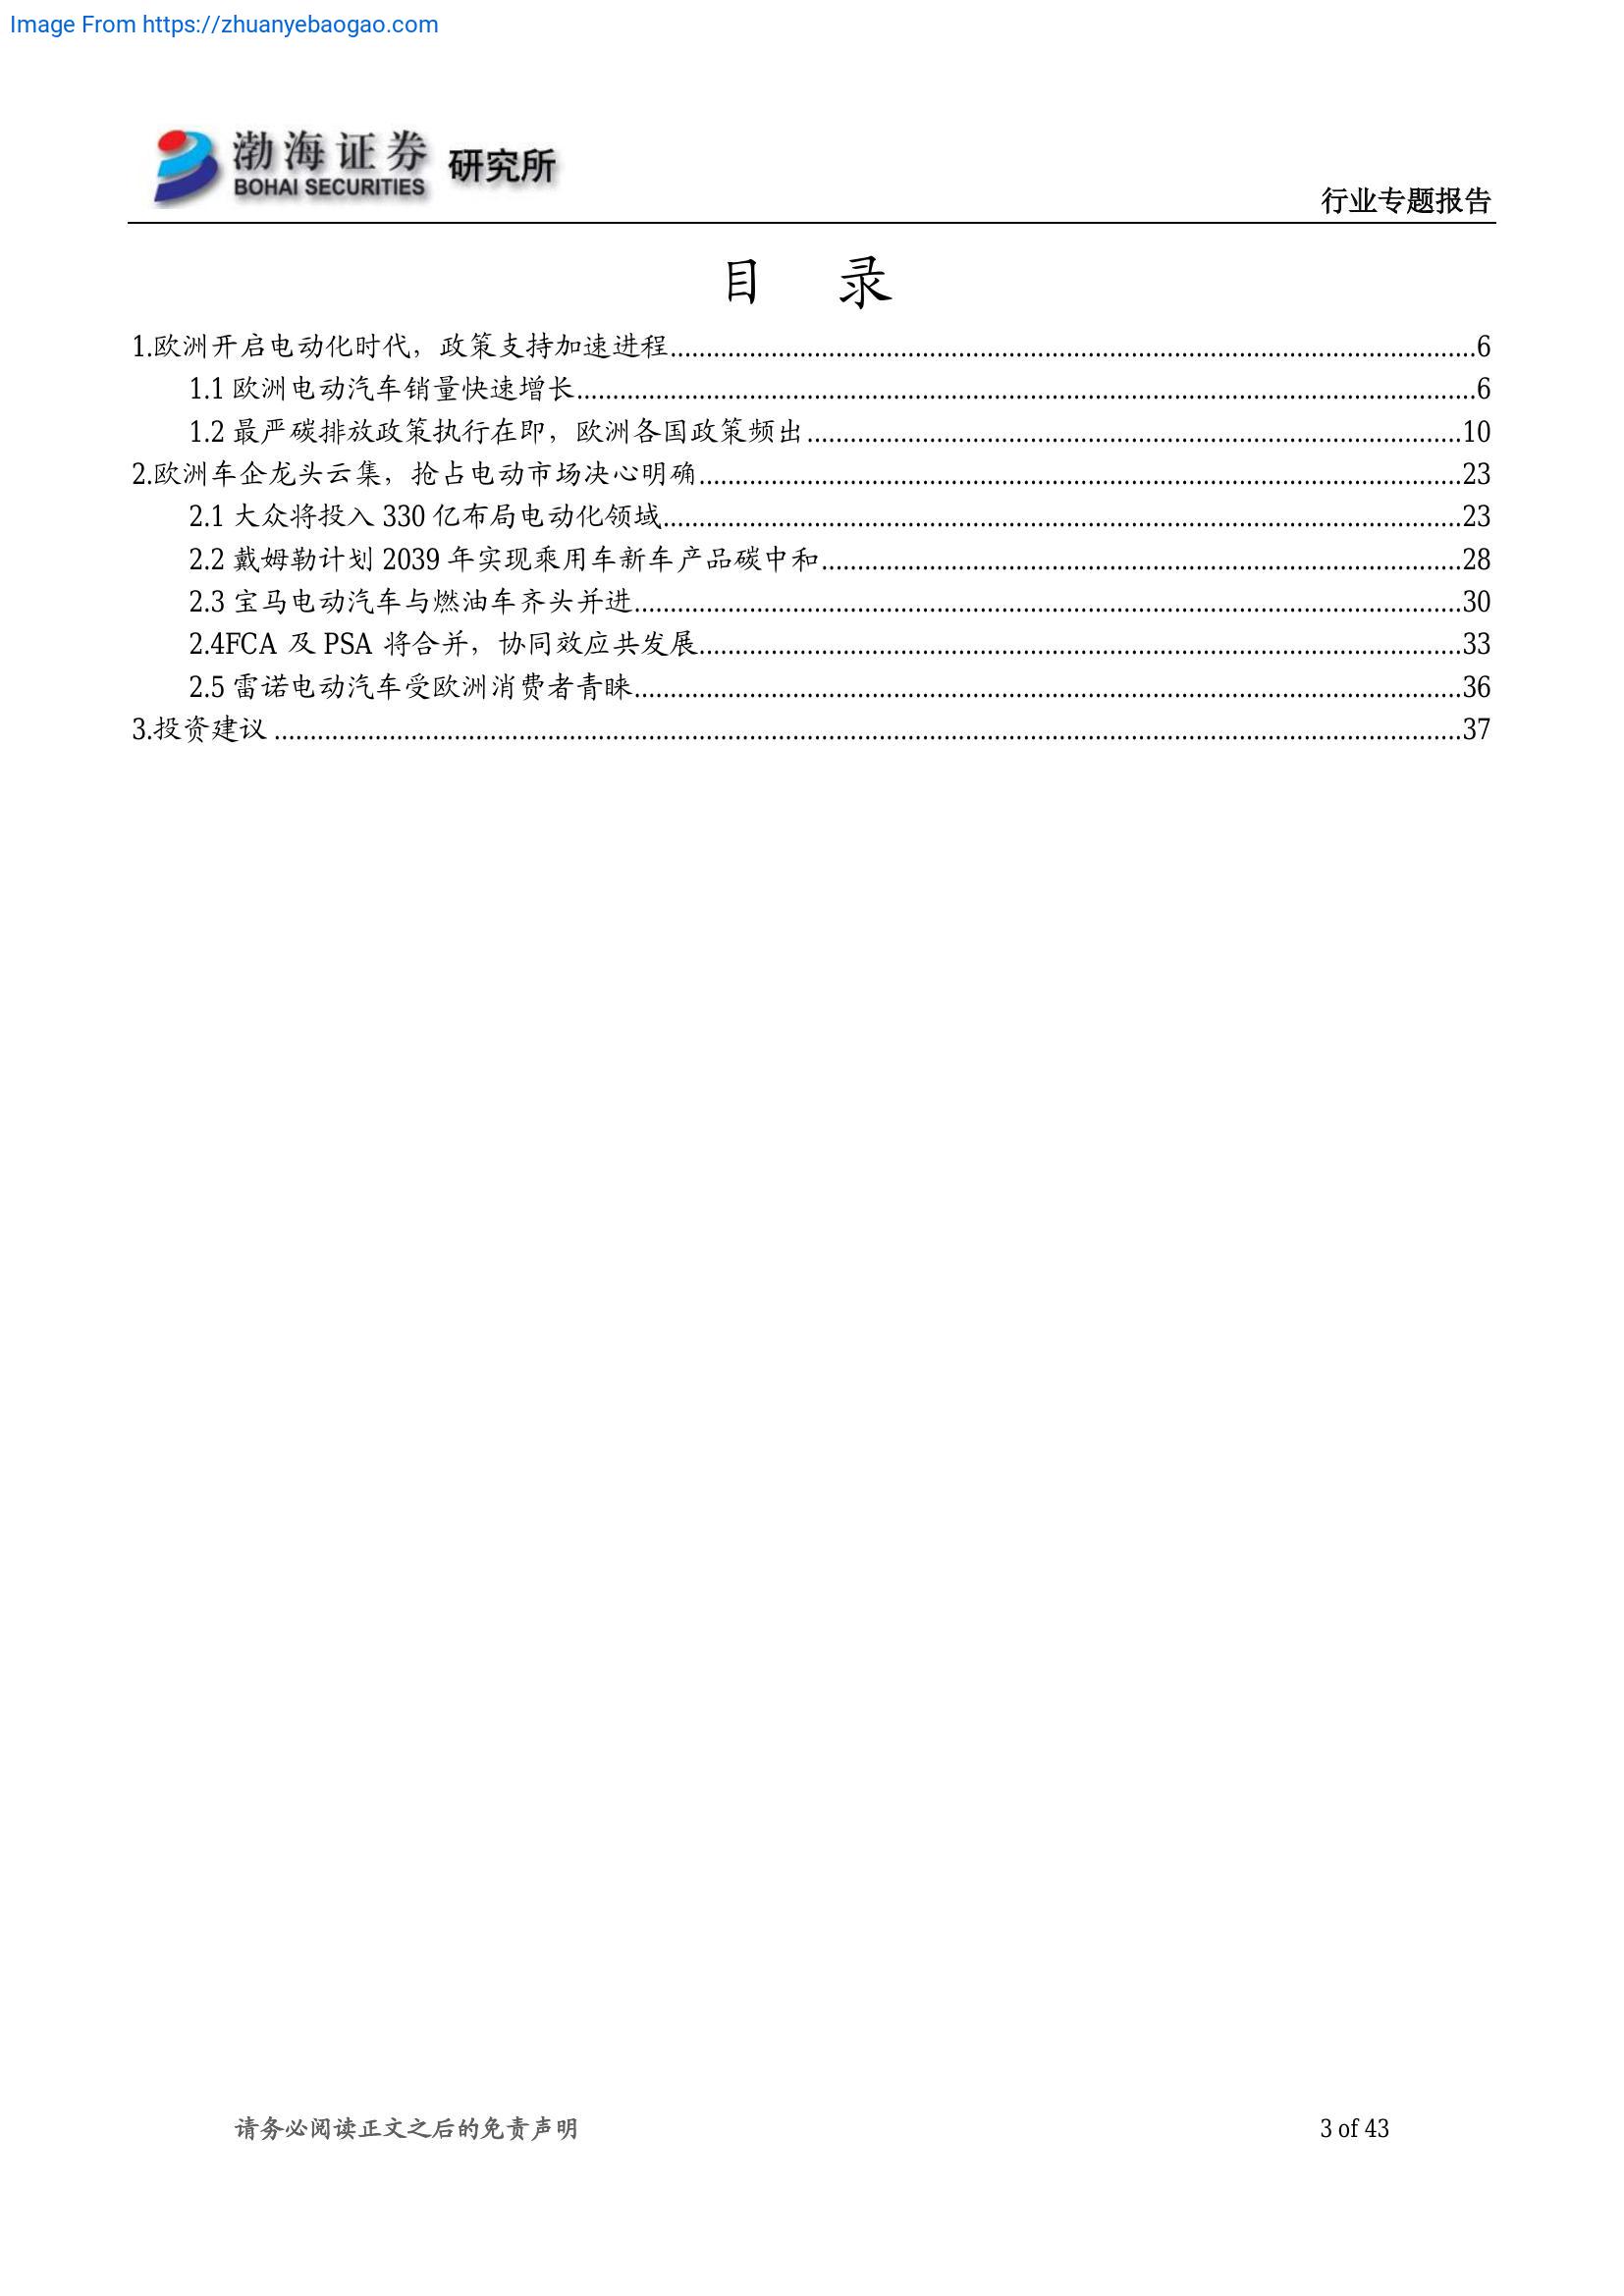 Image From https://zhuanyebaogao.com
渤海证券 研究所
BOHAI SECURITIES
行业专题报告
目 录
1.欧洲开启电动化时代，政策支持加速进程........................................6
1.1 欧洲电动汽车销量快速增长........................................6
1.2 最严碳排放政策执行在即，欧洲各国政策频出........................................10
2.欧洲车企龙头云集，抢占电动市场决心明确........................................23
2.1 大众将投入 330 亿布局电动化领域........................................23
2.2 戴姆勒计划 2039 年实现乘用车新车产品碳中和........................................28
2.3 宝马电动汽车与燃油车齐头并进........................................30
2.4FCA 及 PSA 将合并，协同效应共发展........................................33
2.5 雷诺电动汽车受欧洲消费者青睐........................................36
3.投资建议........................................37
请务必阅读正文之后的免责声明 3 of 43